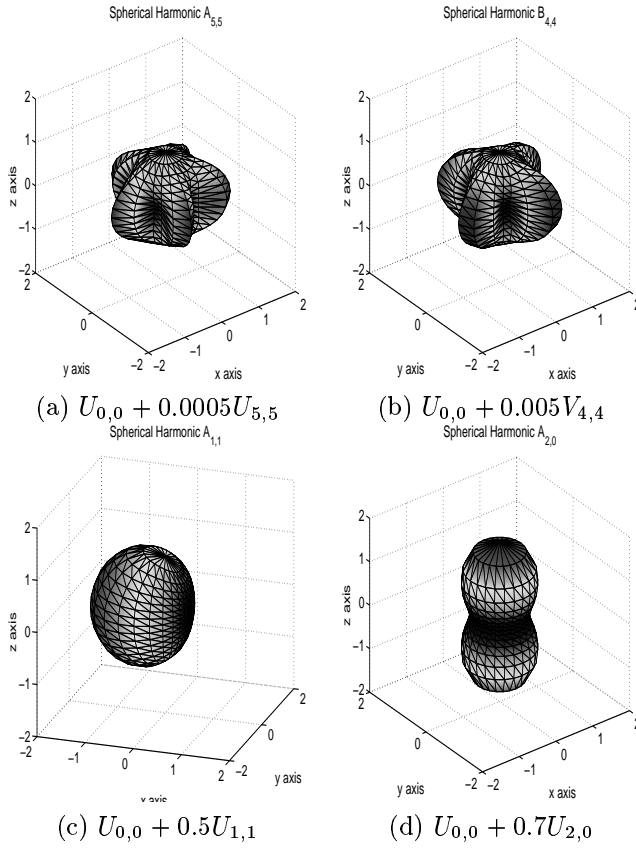 Spherical Harmonic A5,5
2
1
0
−1
−2
z axis
2
0
−2
y axis
−2
−1
0
1
2
x axis
(a) U0,0 + 0.0005U5,5
Spherical Harmonic B4,4
2
1
0
−1
−2
z axis
2
0
−2
y axis
−2
−1
0
1
2
x axis
(b) U0,0 + 0.005V4,4
Spherical Harmonic A1,1
2
1
0
−1
−2
z axis
−2
−1
0
1
2
x axis
−2
0
2
y axis
(c) U0,0 + 0.5U1,1
Spherical Harmonic A2,0
2
1
0
−1
−2
z axis
2
0
−2
y axis
−2
−1
0
1
2
x axis
(d) U0,0 + 0.7U2,0